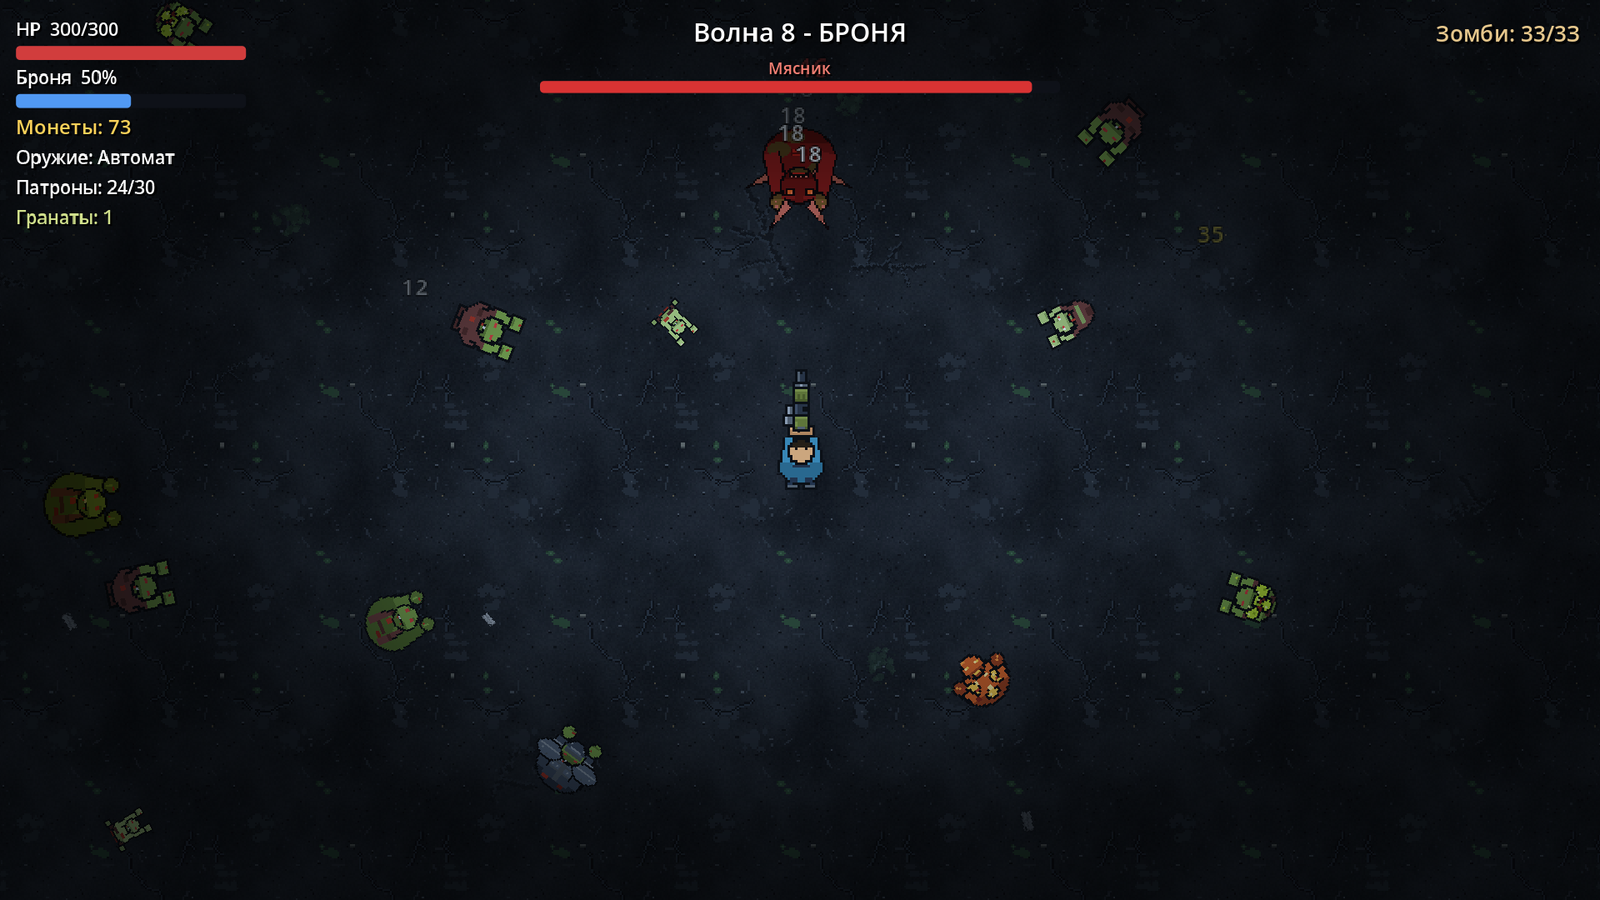 HP 300/300
Броня 50%
Монеты: 73
Оружие: Автомат
Патроны: 24/30
Гранаты: 1
Волна 8 - БРОНЯ
Мясник
Зомби: 33/33
18
18
18
35
12